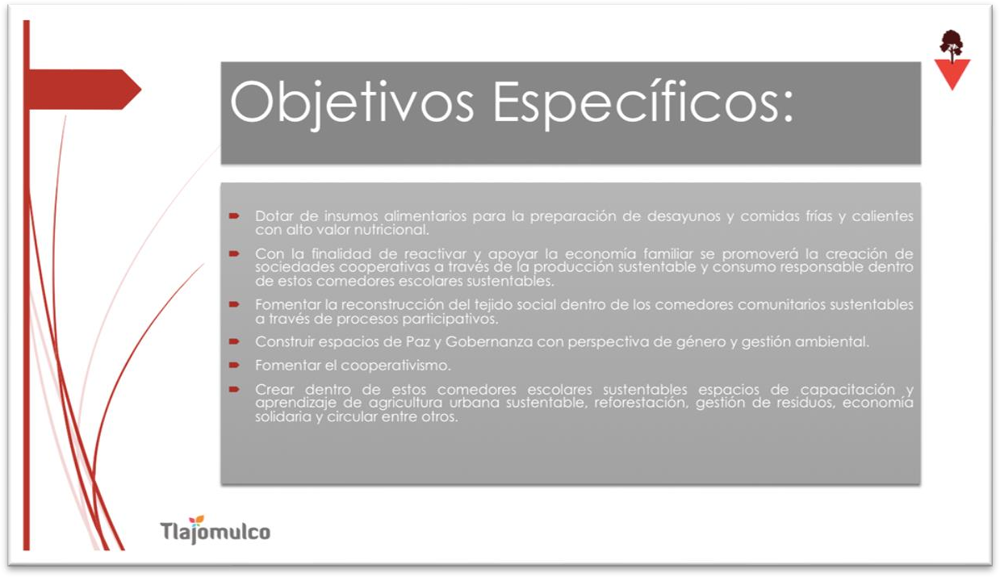 Objetivos Específicos:
Dotar de insumos alimentarios para la preparación de desayunos y comidas frías y calientes
con alto valor nutricional.
Con la finalidad de reactivar y apoyar la economía familiar se promoverá la creación de
sociedades cooperativas a través de la producción sustentable y consumo responsable dentro
de estos comedores escolares sustentables.
Fomentar la reconstrucción del tejido social dentro de los comedores comunitarios sustentables
a través de procesos participativos.
Construir espacios de Paz y Gobernanza con perspectiva de género y gestión ambiental.
Fomentar el cooperativismo.
Crear dentro de estos comedores escolares sustentables espacios de capacitación y
aprendizaje de agricultura urbana sustentable, reforestación, gestión de residuos, economía
solidaria y circular entre otros.
Tlajomulco